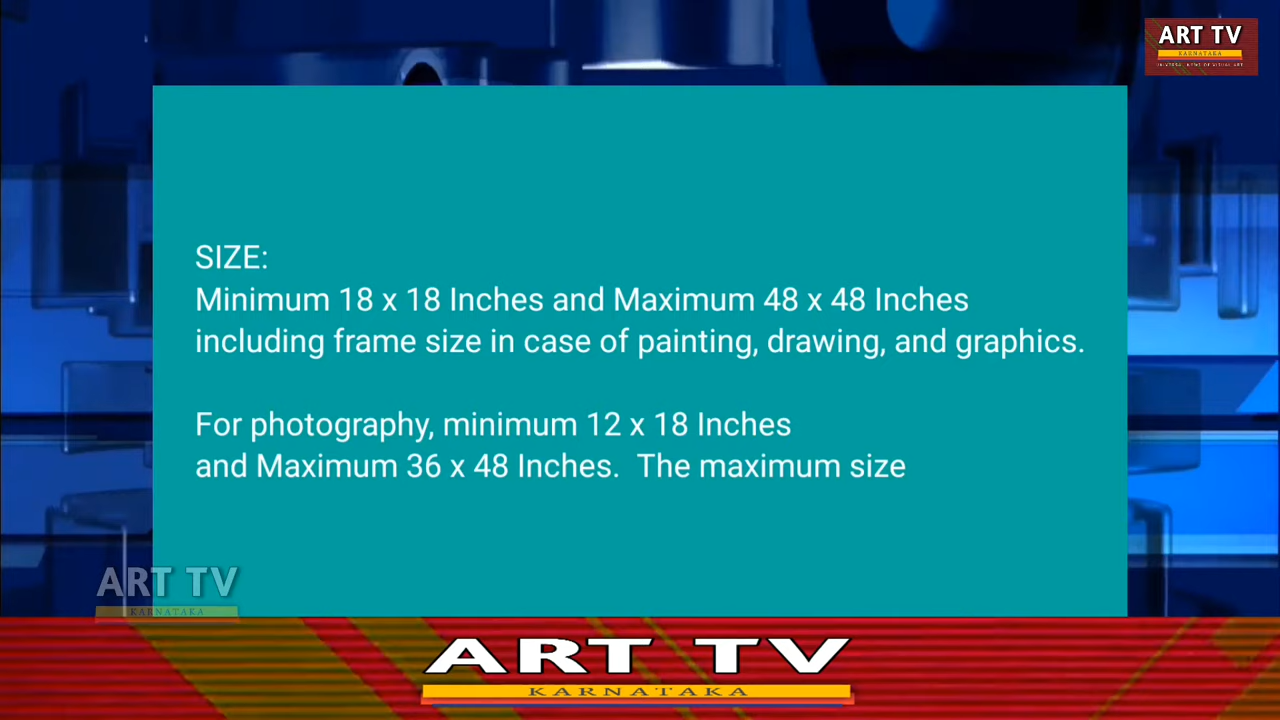 ART TV
KARNATAKA
SIZE:
Minimum 18 x 18 Inches and Maximum 48 x 48 Inches
including frame size in case of painting, drawing, and graphics.
For photography, minimum 12 x 18 Inches
and Maximum 36 x 48 Inches. The maximum size
ART TV
KARNATAKA
ART TV
KARNATAKA